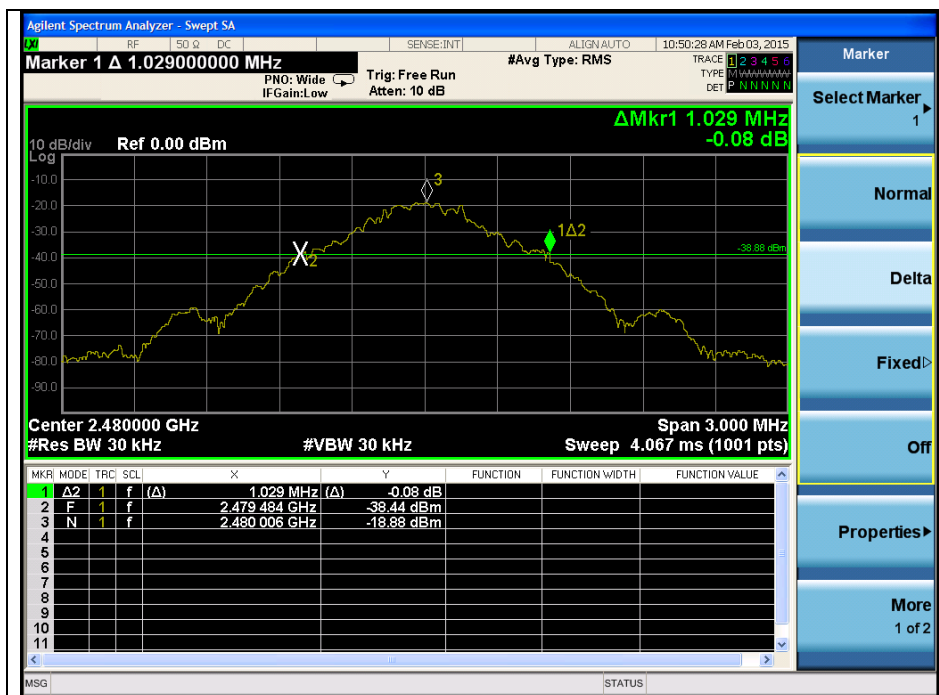 Agilent Spectrum Analyzer - Swept SA
LXI RF 50 Ω DC SENSE:INT ALIGN AUTO 10:50:28 AM Feb 03, 2015
Marker 1 Δ 1.029000000 MHz
PNO: Wide
IFGain:Low
Trig: Free Run
Atten: 10 dB
#Avg Type: RMS
TRACE 1 2 3 4 5 6
TYPE M WWWWW
DET P N N N N N
ΔMkr1 1.029 MHz
-0.08 dB
10 dB/div Ref 0.00 dBm
Log
-10.0
-20.0
-30.0
-40.0
-50.0
-60.0
-70.0
-80.0
-90.0
3
1Δ2
2
-38.88 dBm
Center 2.480000 GHz Span 3.000 MHz
#Res BW 30 kHz #VBW 30 kHz Sweep 4.067 ms (1001 pts)
MKR MODE TRC SCL X Y FUNCTION FUNCTION WIDTH FUNCTION VALUE
1 Δ2 1 f (Δ) 1.029 MHz (Δ) -0.08 dB
2 F 1 f 2.479 484 GHz -38.44 dBm
3 N 1 f 2.480 006 GHz -18.88 dBm
4
5
6
7
8
9
10
11
MSG STATUS
Marker
Select Marker
1
Normal
Delta
Fixed
Off
Properties
More
1 of 2